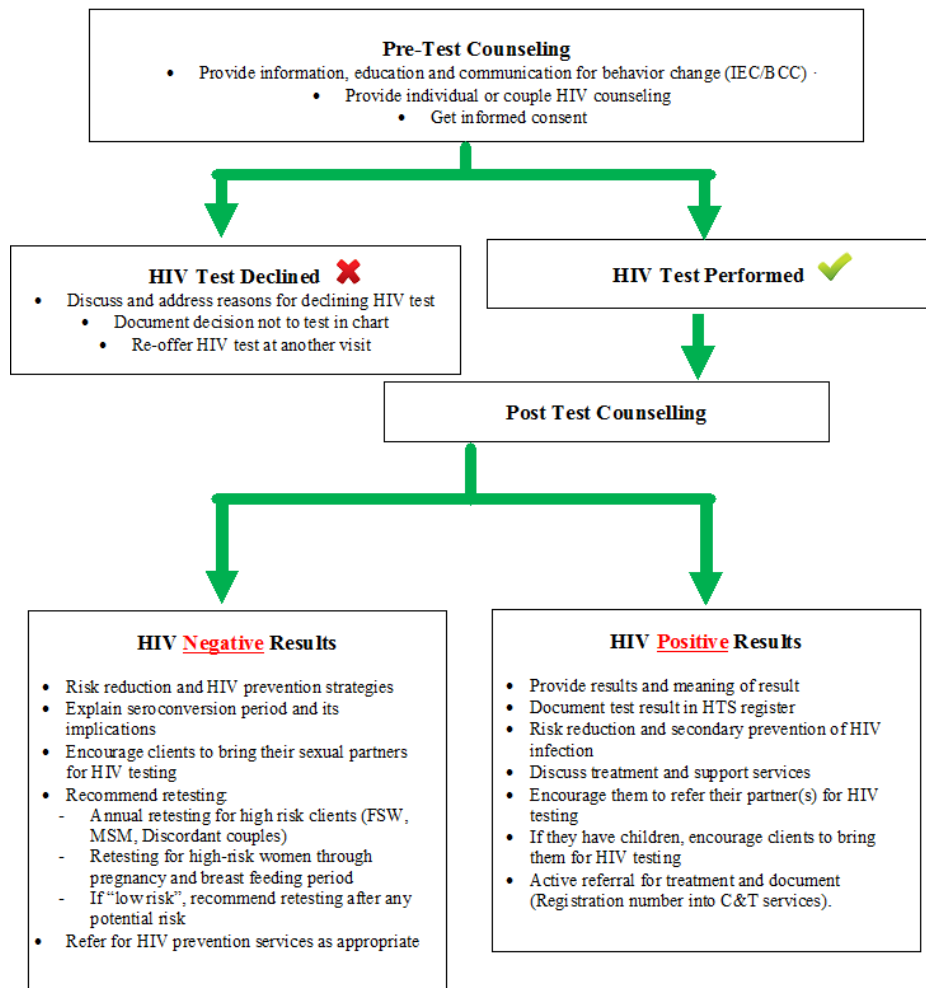 Pre-Test Counseling
• Provide information, education and communication for behavior change (IEC/BCC) ·
• Provide individual or couple HIV counseling
• Get informed consent
HIV Test Declined
• Discuss and address reasons for declining HIV test
• Document decision not to test in chart
• Re-offer HIV test at another visit
HIV Test Performed
Post Test Counselling
HIV Negative Results
• Risk reduction and HIV prevention strategies
• Explain seroconversion period and its
implications
• Encourage clients to bring their sexual partners
for HIV testing
• Recommend retesting:
- Annual retesting for high risk clients (FSW,
MSM, Discordant couples)
- Retesting for high-risk women through
pregnancy and breast feeding period
- If “low risk”, recommend retesting after any
potential risk
• Refer for HIV prevention services as appropriate
HIV Positive Results
• Provide results and meaning of result
• Document test result in HTS register
• Risk reduction and secondary prevention of HIV
infection
• Discuss treatment and support services
• Encourage them to refer their partner(s) for HIV
testing
• If they have children, encourage clients to bring
them for HIV testing
• Active referral for treatment and document
(Registration number into C&T services).